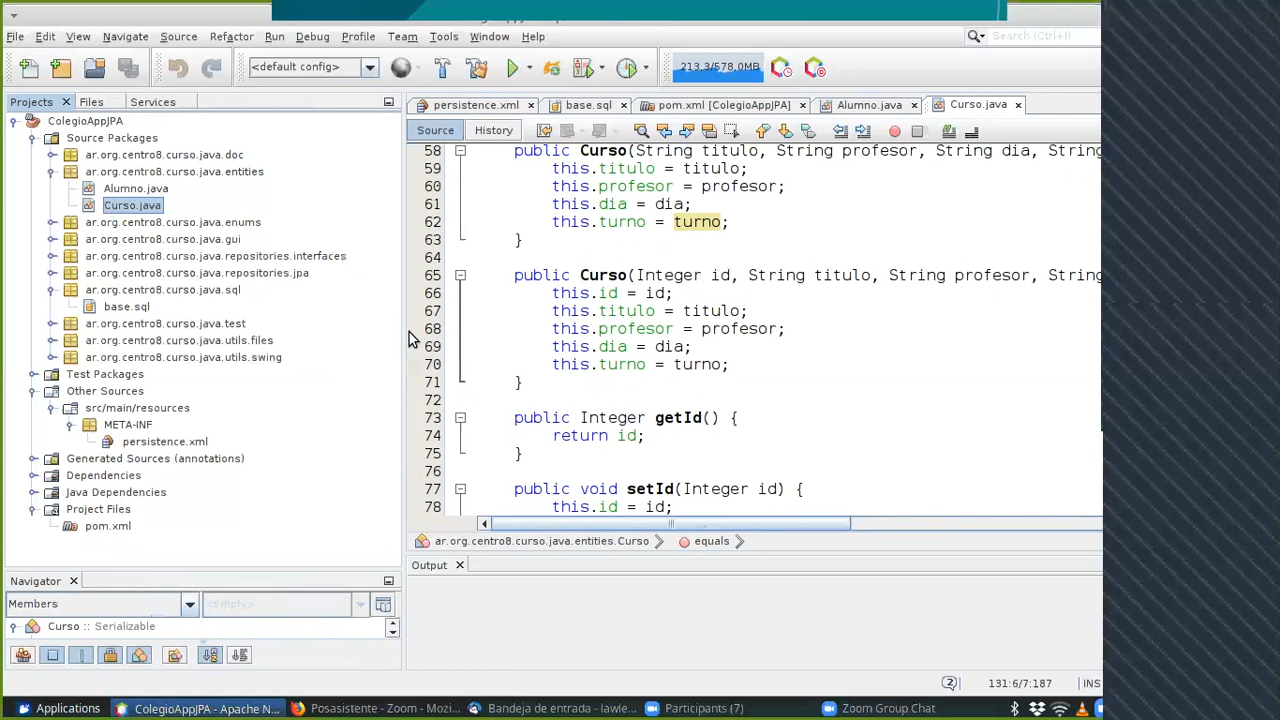 File Edit View Navigate Source Refactor Run Debug Profile Team Tools Window Help Search (Ctrl+I)
<default config> 213.3/578.0MB
Projects Files Services
persistence.xml base.sql pom.xml [ColegioAppJPA] Alumno.java Curso.java
Source History
ColegioAppJPA
Source Packages
ar.org.centro8.curso.java.doc
ar.org.centro8.curso.java.entities
Alumno.java
Curso.java
ar.org.centro8.curso.java.enums
ar.org.centro8.curso.java.gui
ar.org.centro8.curso.java.repositories.interfaces
ar.org.centro8.curso.java.repositories.jpa
ar.org.centro8.curso.java.sql
base.sql
ar.org.centro8.curso.java.test
ar.org.centro8.curso.java.utils.files
ar.org.centro8.curso.java.utils.swing
Test Packages
Other Sources
src/main/resources
META-INF
persistence.xml
Generated Sources (annotations)
Dependencies
Java Dependencies
Project Files
pom.xml
58 public Curso(String titulo, String profesor, String dia, String
59 this.titulo = titulo;
60 this.profesor = profesor;
61 this.dia = dia;
62 this.turno = turno;
63 }
64
65 public Curso(Integer id, String titulo, String profesor, String
66 this.id = id;
67 this.titulo = titulo;
68 this.profesor = profesor;
69 this.dia = dia;
70 this.turno = turno;
71 }
72
73 public Integer getId() {
74 return id;
75 }
76
77 public void setId(Integer id) {
78 this.id = id;
ar.org.centro8.curso.java.entities.Curso equals
Output
Navigator
Members <empty>
Curso :: Serializable
2 131:6/7:187 INS
Applications ColegioAppJPA - Apache N... Posasistente - Zoom - Mozil... Bandeja de entrada - lawle... Participants (7) Zoom Group Chat